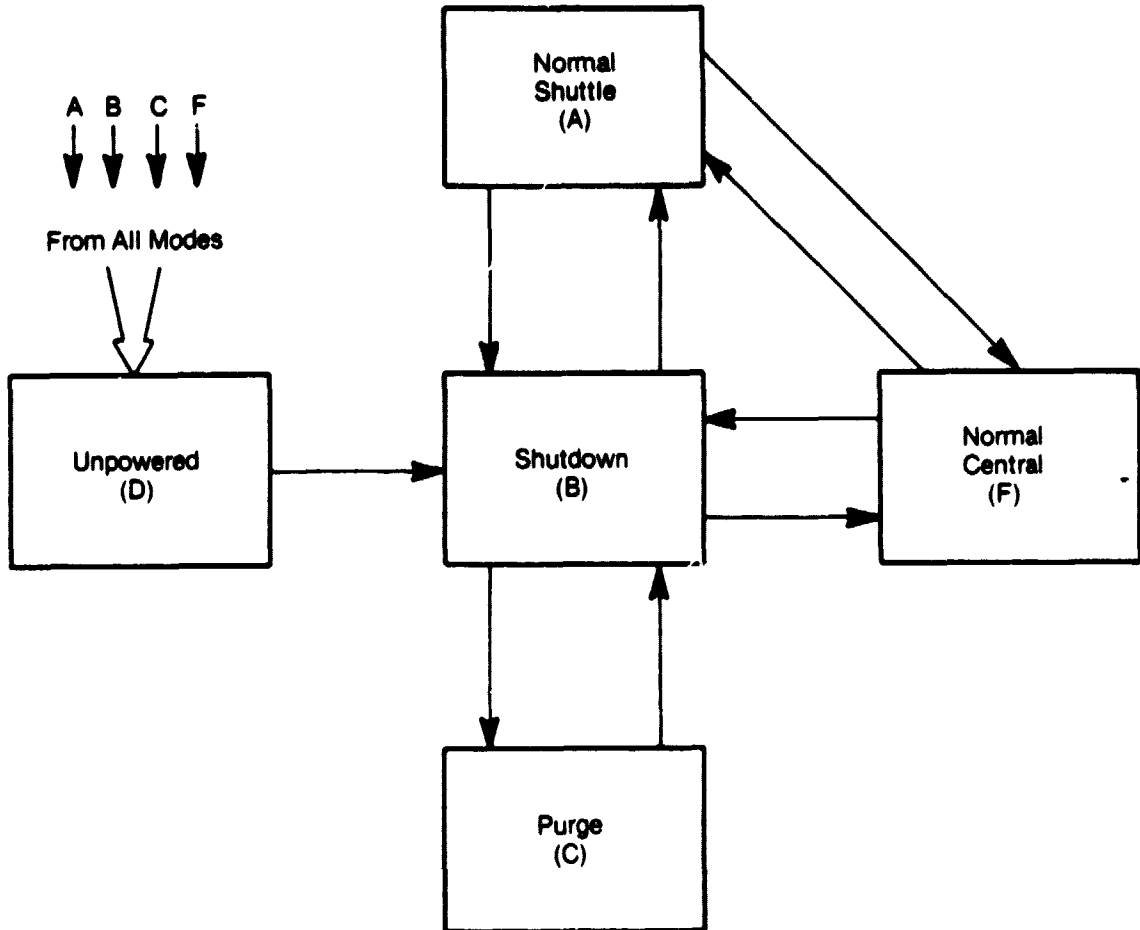 Normal
Shuttle
(A)
A B C F
From All Modes
Unpowered
(D)
Shutdown
(B)
Normal
Central
(F)
Purge
(C)